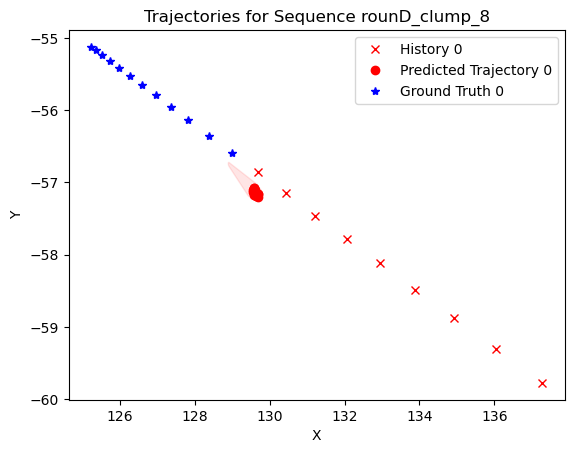 Trajectories for Sequence rounD_clump_8
History 0
Predicted Trajectory 0
Ground Truth 0
−55
−56
−57
−58
−59
−60
Y
126 128 130 132 134 136
X